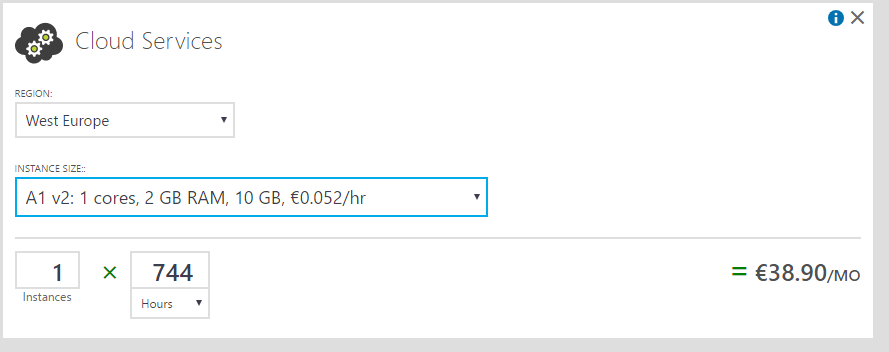 Cloud Services
REGION:
West Europe
INSTANCE SIZE::
A1 v2: 1 cores, 2 GB RAM, 10 GB, €0.052/hr
1 × 744 = €38.90/MO
Instances Hours